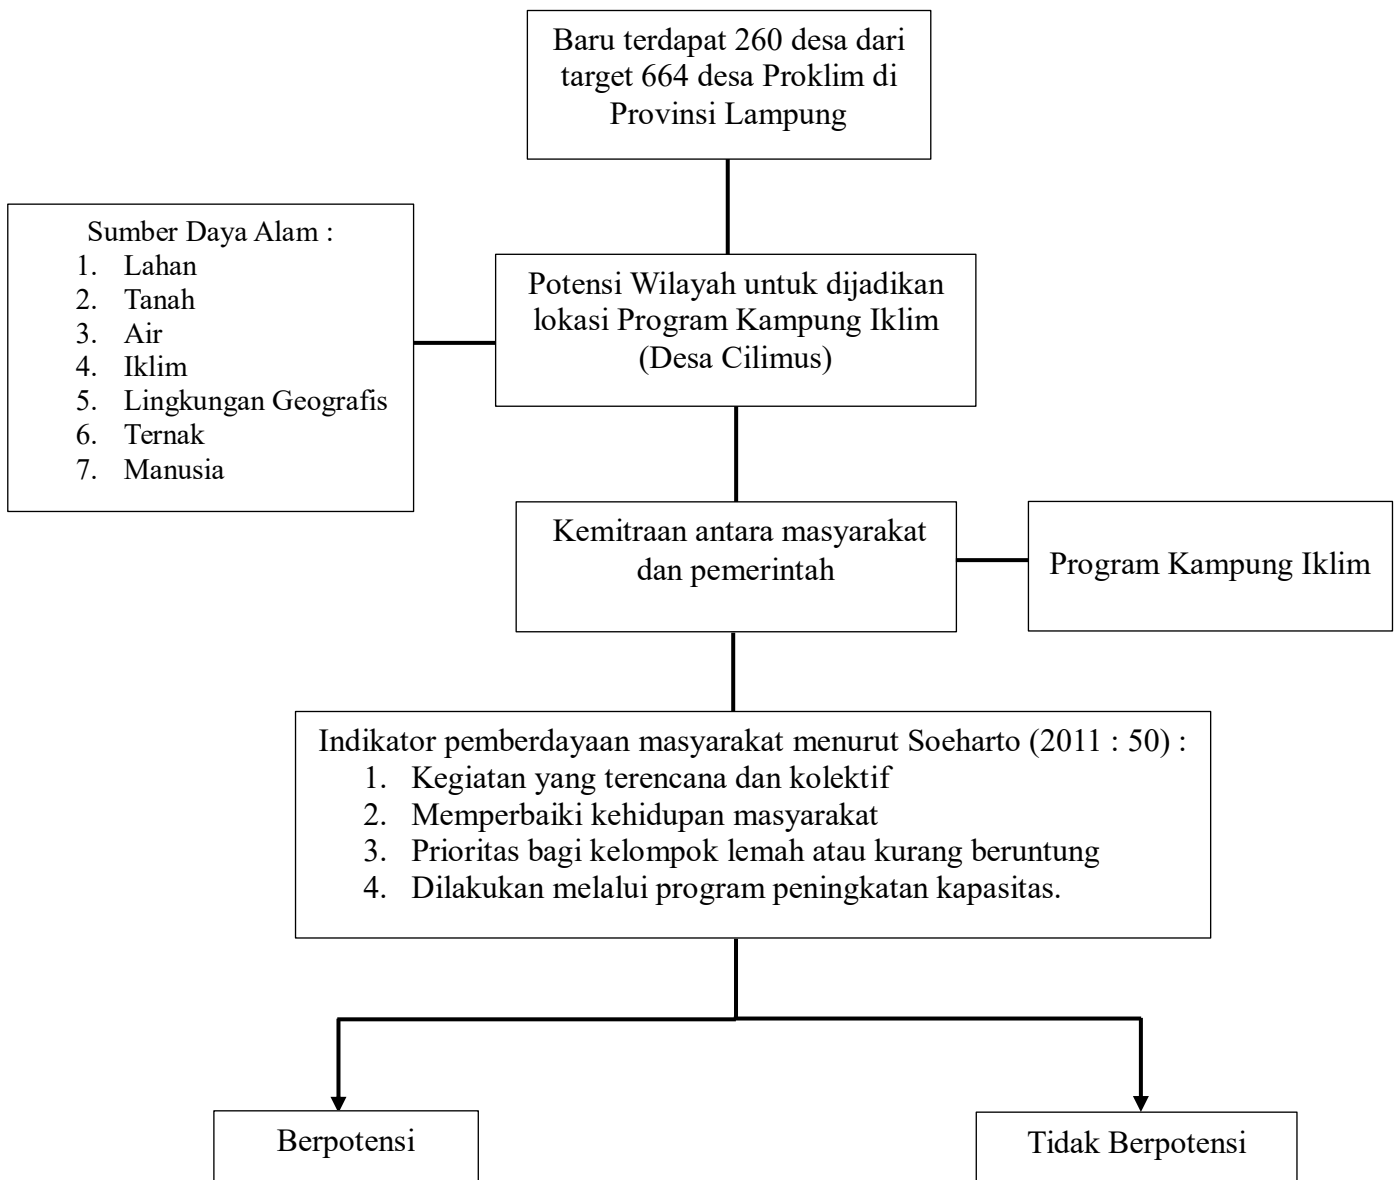 Baru terdapat 260 desa dari
target 664 desa Proklim di
Provinsi Lampung
Sumber Daya Alam :
1. Lahan
2. Tanah
3. Air
4. Iklim
5. Lingkungan Geografis
6. Ternak
7. Manusia
Potensi Wilayah untuk dijadikan
lokasi Program Kampung Iklim
(Desa Cilimus)
Kemitraan antara masyarakat
dan pemerintah
Program Kampung Iklim
Indikator pemberdayaan masyarakat menurut Soeharto (2011 : 50) :
1. Kegiatan yang terencana dan kolektif
2. Memperbaiki kehidupan masyarakat
3. Prioritas bagi kelompok lemah atau kurang beruntung
4. Dilakukan melalui program peningkatan kapasitas.
Berpotensi
Tidak Berpotensi